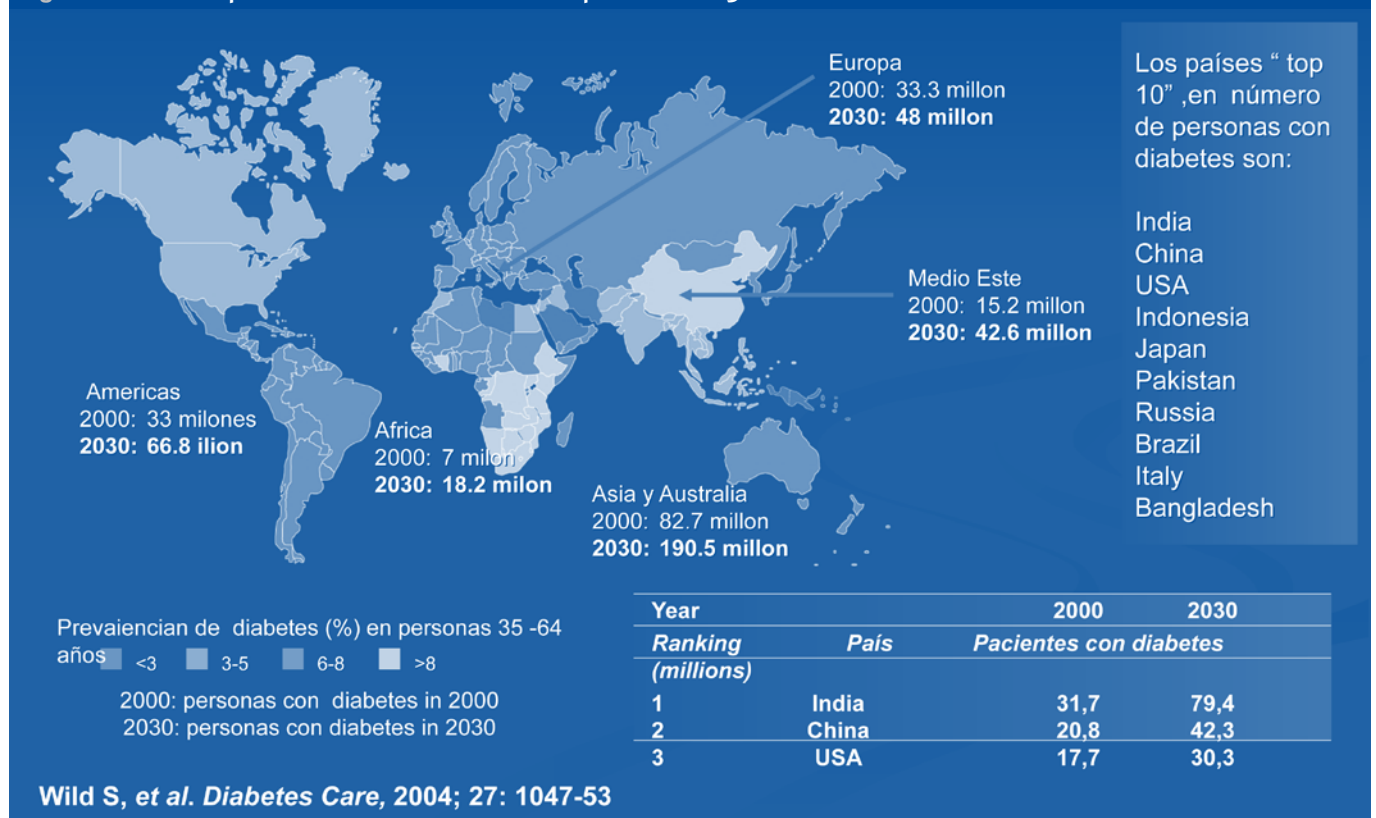 Europa
2000: 33.3 millon
2030: 48 millon
Los países “ top
10” ,en número
de personas con
diabetes son:
India
China
USA
Indonesia
Japan
Pakistan
Russia
Brazil
Italy
Bangladesh
Medio Este
2000: 15.2 millon
2030: 42.6 millon
Americas
2000: 33 milones
2030: 66.8 ilion
Africa
2000: 7 milon
2030: 18.2 milon
Asia y Australia
2000: 82.7 millon
2030: 190.5 millon
Prevaiencian de diabetes (%) en personas 35 -64
años <3 3-5 6-8 >8
2000: personas con diabetes in 2000
2030: personas con diabetes in 2030
Year 2000 2030
Ranking País Pacientes con diabetes
(millions)
1 India 31,7 79,4
2 China 20,8 42,3
3 USA 17,7 30,3
Wild S, et al. Diabetes Care, 2004; 27: 1047-53